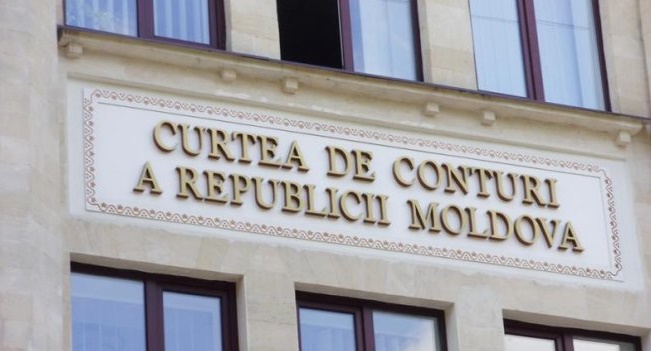 CURTEA DE CONTURI
A REPUBLICII MOLDOVA